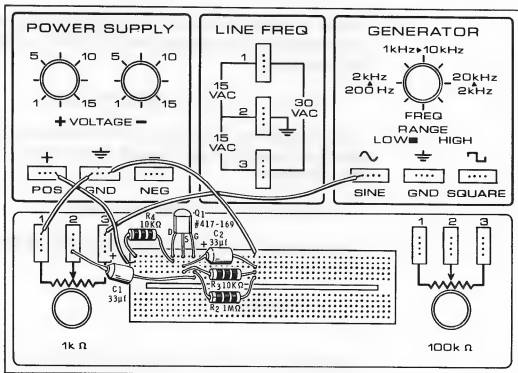 POWER SUPPLY
5 10 5 10
1 15 1 15
+ VOLTAGE −
+ −
POS GND NEG
LINE FREQ
1
15 VAC
2
30 VAC
15 VAC
3
GENERATOR
1kHz 10kHz
2kHz 200Hz
20kHz 2kHz
FREQ
RANGE
LOW HIGH
SINE GND SQUARE
1 2 3
R4 10KΩ
Q1 #417-169
D S G
C2 33µf
+
+
C1 33µf
R3 10KΩ
R2 1MΩ
1k Ω
1 2 3
100k Ω